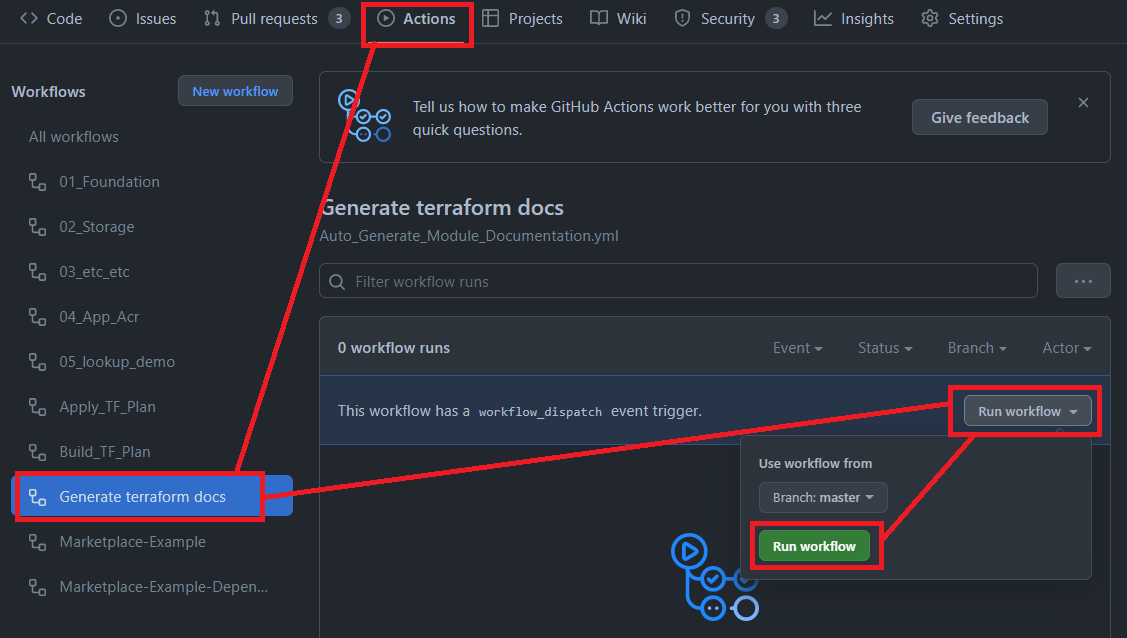 Code Issues Pull requests 3 Actions Projects Wiki Security 3 Insights Settings
Workflows
New workflow
All workflows
01_Foundation
02_Storage
03_etc_etc
04_App_Acr
05_lookup_demo
Apply_TF_Plan
Build_TF_Plan
Generate terraform docs
Marketplace-Example
Marketplace-Example-Depen...
Tell us how to make GitHub Actions work better for you with three
quick questions.
Give feedback
Generate terraform docs
Auto_Generate_Module_Documentation.yml
Filter workflow runs
0 workflow runs
Event Status Branch Actor
This workflow has a workflow_dispatch event trigger.
Run workflow
Use workflow from
Branch: master
Run workflow